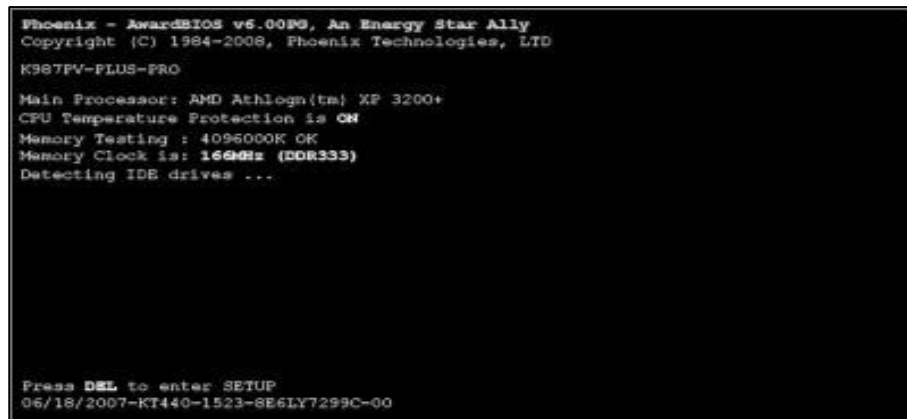 Phoenix - AwardBIOS v6.00PG, An Energy Star Ally
Copyright (C) 1984-2008, Phoenix Technologies, LTD
K987PV-PLUS-PRO
Main Processor: AMD Athlogn(tm) XP 3200+
CPU Temperature Protection is ON
Memory Testing : 4096000K OK
Memory Clock is: 166MHz (DDR333)
Detecting IDE drives ...
Press DEL to enter SETUP
06/18/2007-KT440-1523-8E6LY7299C-00